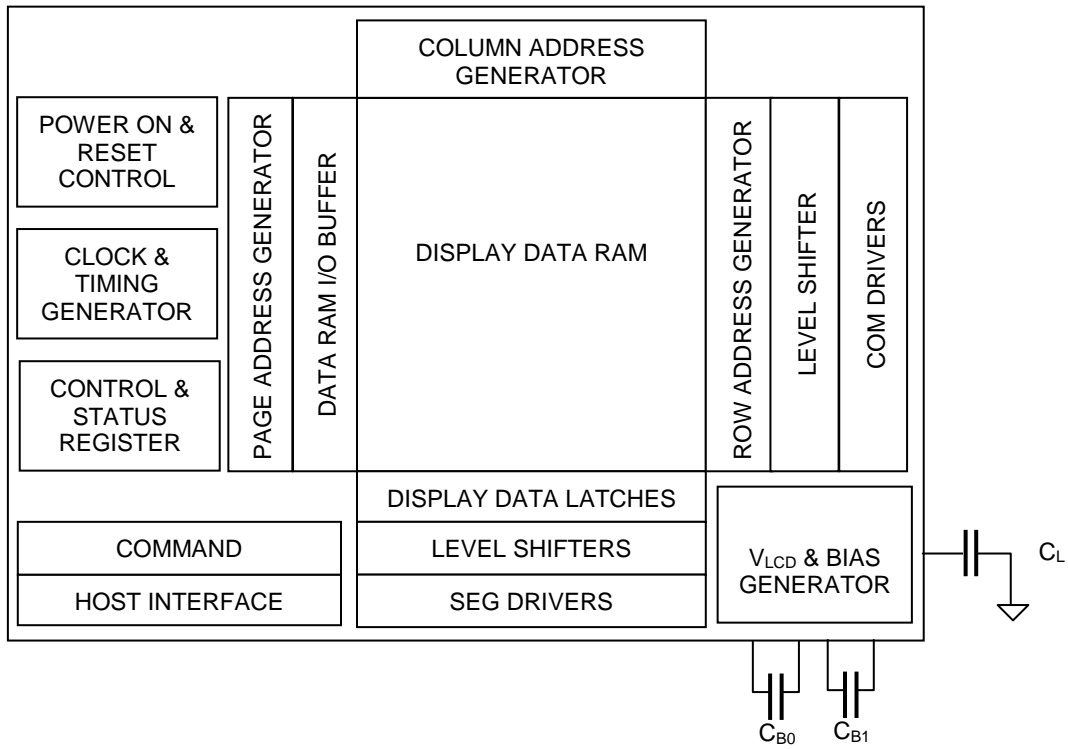 COLUMN ADDRESS
GENERATOR
POWER ON &
RESET
CONTROL
CLOCK &
TIMING
GENERATOR
CONTROL &
STATUS
REGISTER
PAGE ADDRESS GENERATOR
DATA RAM I/O BUFFER
DISPLAY DATA RAM
ROW ADDRESS GENERATOR
LEVEL SHIFTER
COM DRIVERS
DISPLAY DATA LATCHES
COMMAND
LEVEL SHIFTERS
HOST INTERFACE
SEG DRIVERS
VLCD & BIAS
GENERATOR
CL
CB0
CB1